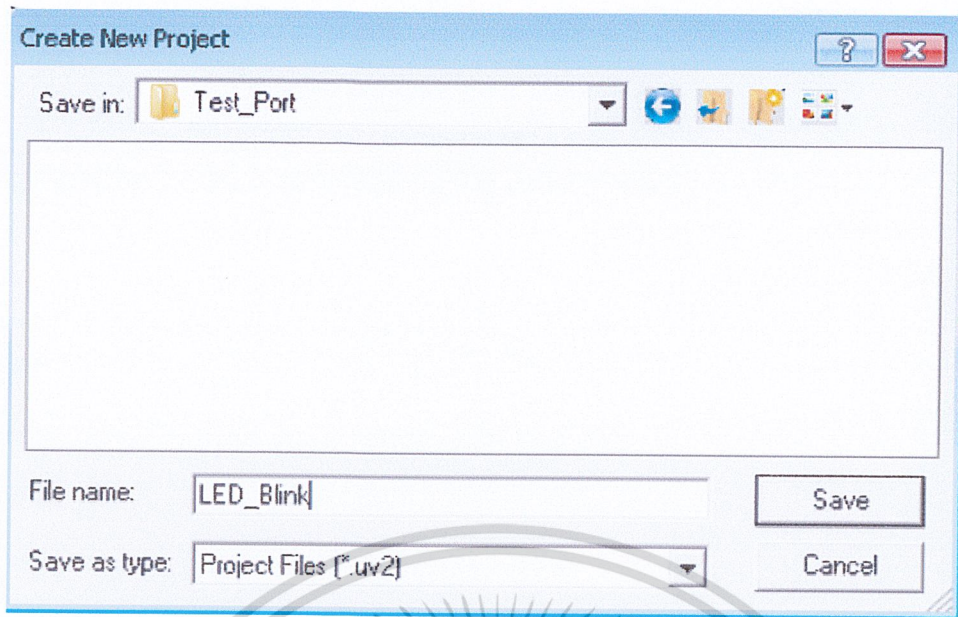 Create New Project
Save in: Test_Port
File name: LED_Blink
Save
Save as type: Project Files (*.uv2)
Cancel